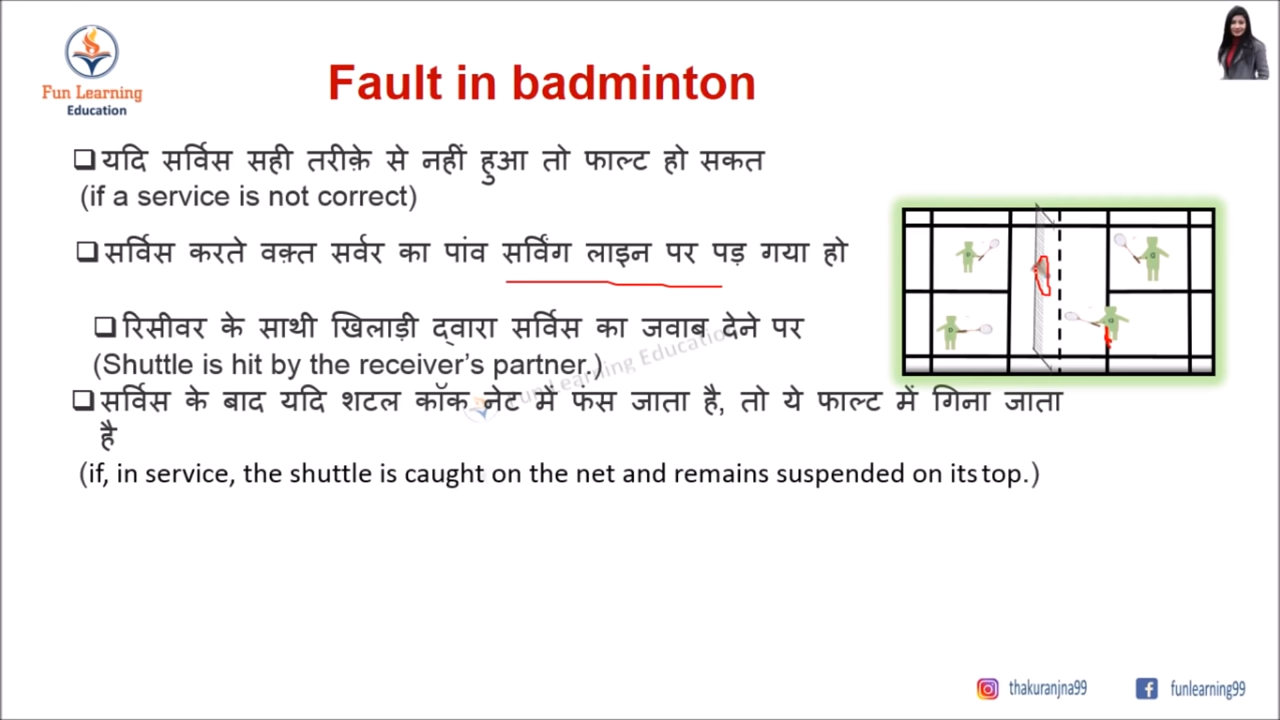 Fun Learning
Education
Fault in badminton
यदि सर्विस सही तरीक़े से नहीं हुआ तो फाल्ट हो सकत
(if a service is not correct)
सर्विस करते वक़्त सर्वर का पांव सर्विंग लाइन पर पड़ गया हो
रिसीवर के साथी खिलाड़ी द्वारा सर्विस का जवाब देने पर
(Shuttle is hit by the receiver's partner.)
Fun Learning Education
सर्विस के बाद यदि शटल कॉक नेट में फंस जाता है, तो ये फाल्ट में गिना जाता
है
(if, in service, the shuttle is caught on the net and remains suspended on its top.)
thakuranjna99
funlearning99